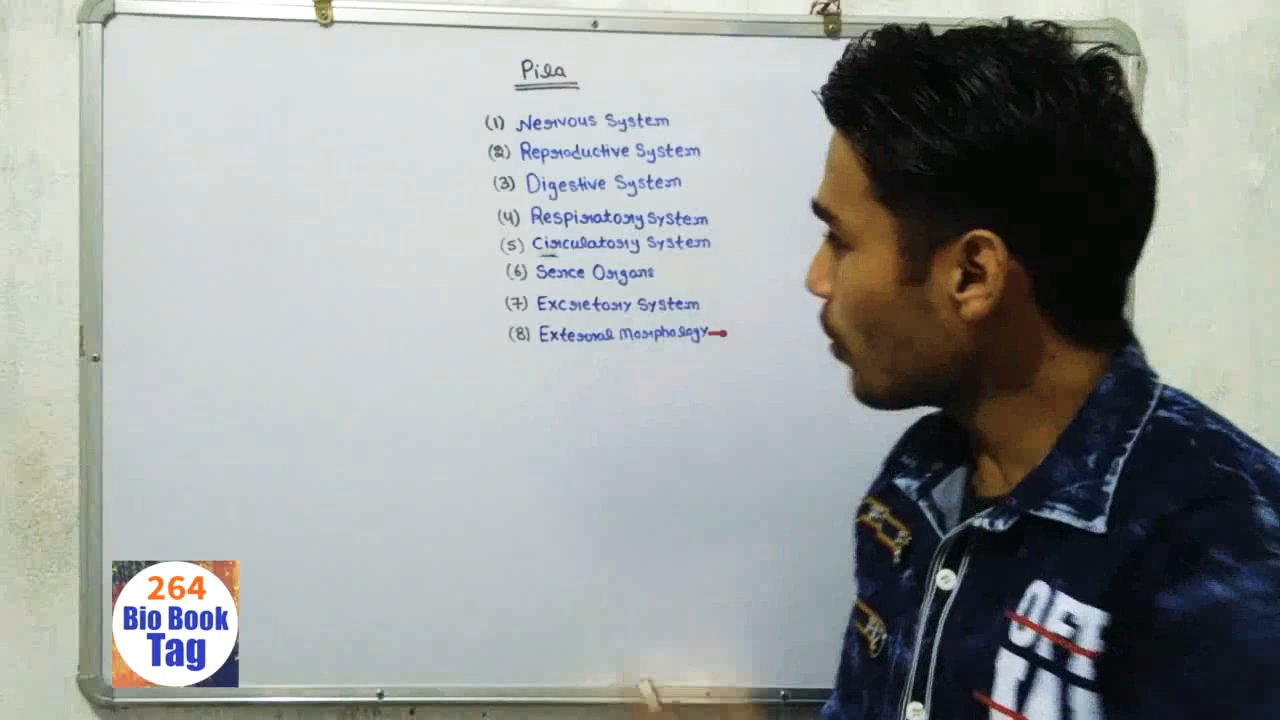 Pila
(1) Nervous System
(2) Reproductive System
(3) Digestive System
(4) Respiratory System
(5) Circulatory System
(6) Sence Organs
(7) Excretory System
(8) External Morphology
264
Bio Book
Tag